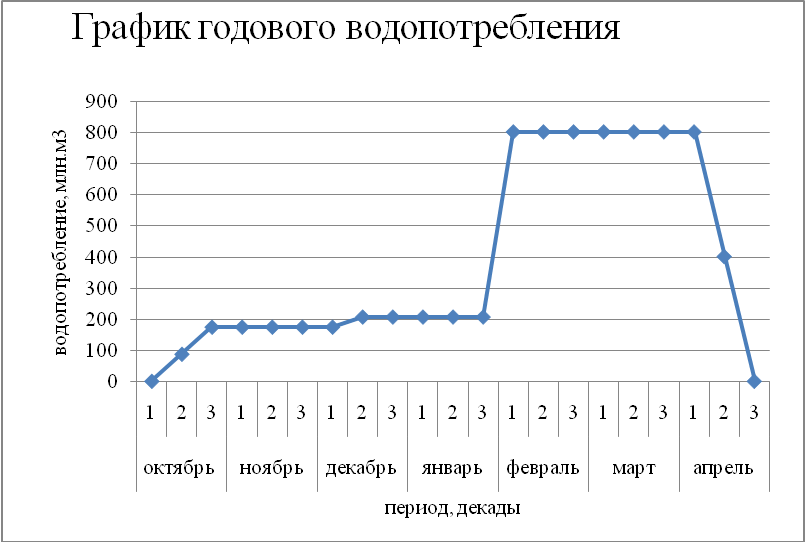 График годового водопотребления
водопотребление, млн.м3
900
800
700
600
500
400
300
200
100
0
1 2 3 1 2 3 1 2 3 1 2 3 1 2 3 1 2 3 1 2 3
октябрь ноябрь декабрь январь февраль март апрель
период, декады